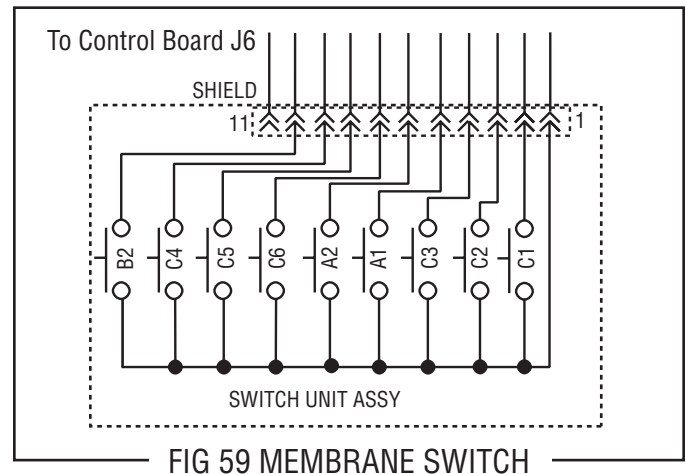 To Control Board J6
SHIELD
11 1
B2 C4 C5 C6 A2 A1 C3 C2 C1
SWITCH UNIT ASSY
FIG 59 MEMBRANE SWITCH